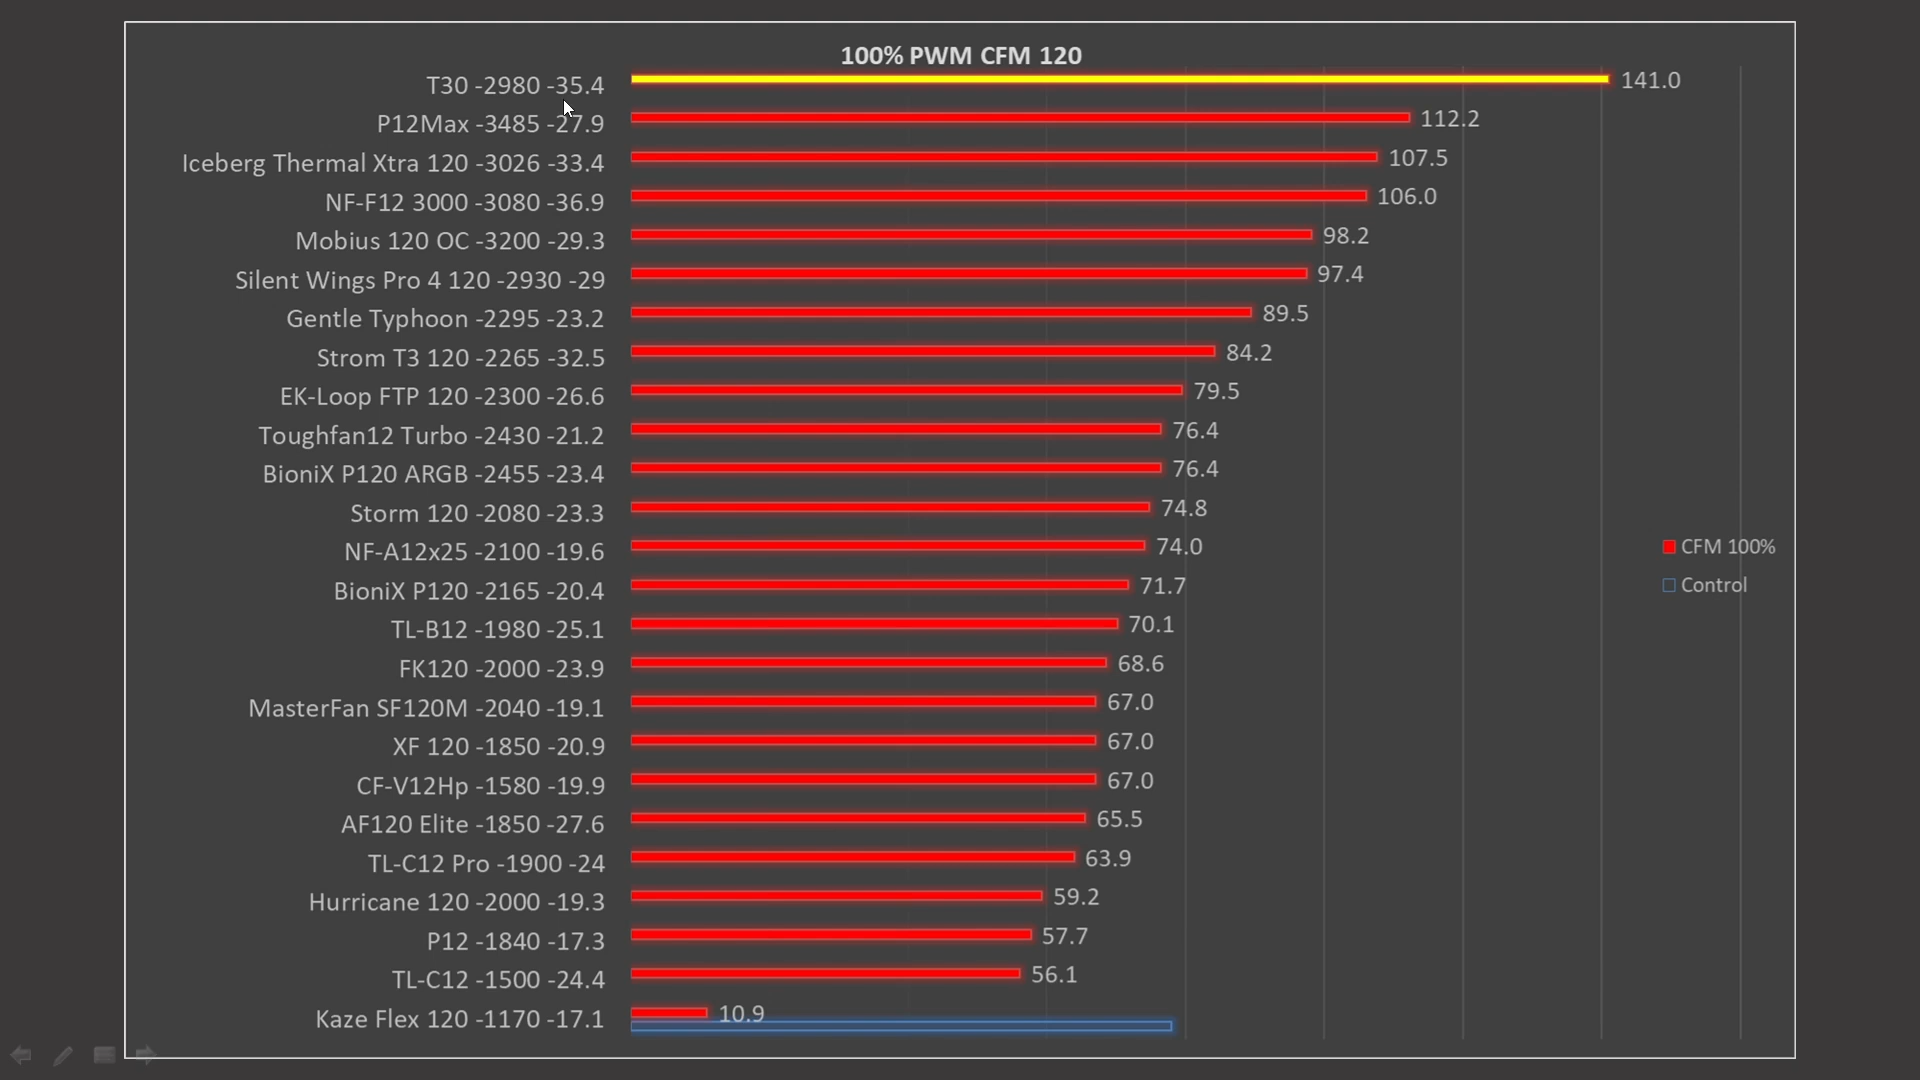 100% PWM CFM 120
T30 -2980 -35.4 141.0
P12Max -3485 -27.9 112.2
Iceberg Thermal Xtra 120 -3026 -33.4 107.5
NF-F12 3000 -3080 -36.9 106.0
Mobius 120 OC -3200 -29.3 98.2
Silent Wings Pro 4 120 -2930 -29 97.4
Gentle Typhoon -2295 -23.2 89.5
Strom T3 120 -2265 -32.5 84.2
EK-Loop FTP 120 -2300 -26.6 79.5
Toughfan12 Turbo -2430 -21.2 76.4
BioniX P120 ARGB -2455 -23.4 76.4
Storm 120 -2080 -23.3 74.8
NF-A12x25 -2100 -19.6 74.0
CFM 100%
BioniX P120 -2165 -20.4 71.7
Control
TL-B12 -1980 -25.1 70.1
FK120 -2000 -23.9 68.6
MasterFan SF120M -2040 -19.1 67.0
XF 120 -1850 -20.9 67.0
CF-V12Hp -1580 -19.9 67.0
AF120 Elite -1850 -27.6 65.5
TL-C12 Pro -1900 -24 63.9
Hurricane 120 -2000 -19.3 59.2
P12 -1840 -17.3 57.7
TL-C12 -1500 -24.4 56.1
Kaze Flex 120 -1170 -17.1 10.9